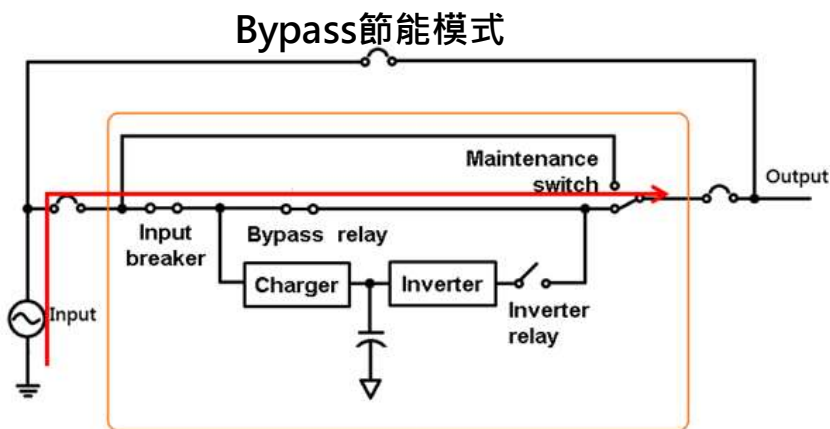 Bypass節能模式
Maintenance
switch
Output
Input
breaker
Bypass relay
Charger
Inverter
Inverter
relay
Input